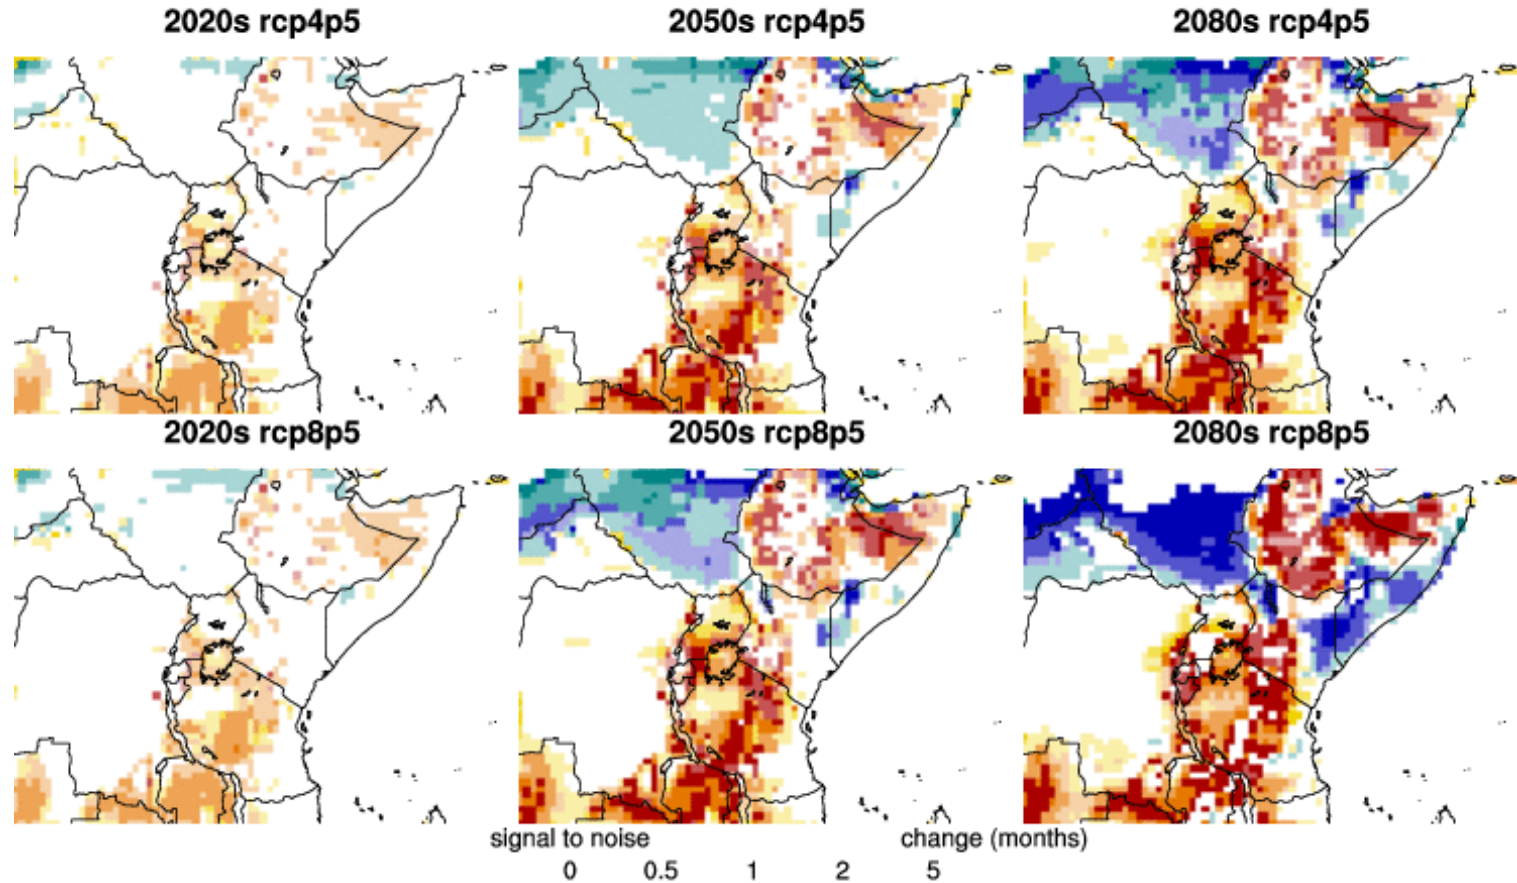 2020s rcp4p5 2050s rcp4p5 2080s rcp4p5
2020s rcp8p5 2050s rcp8p5 2080s rcp8p5
signal to noise change (months)
0 0.5 1 2 5